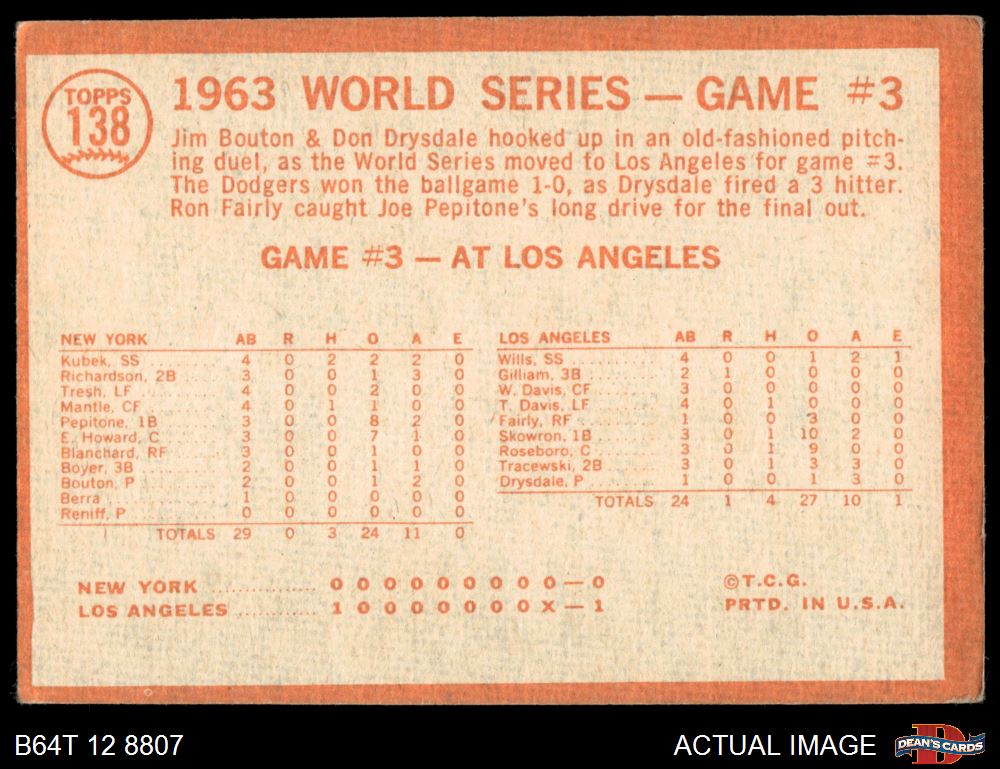 TOPPS
138
1963 WORLD SERIES — GAME #3
Jim Bouton & Don Drysdale hooked up in an old-fashioned pitch-
ing duel, as the World Series moved to Los Angeles for game #3.
The Dodgers won the ballgame 1-0, as Drysdale fired a 3 hitter.
Ron Fairly caught Joe Pepitone's long drive for the final out.
GAME #3 — AT LOS ANGELES
NEW YORK AB R H O A E
Kubek, SS 4 0 2 2 2 0
Richardson, 2B 3 0 0 1 3 0
Tresh, LF 4 0 0 2 0 0
Mantle, CF 4 0 1 1 0 0
Pepitone, 1B 3 0 0 8 2 0
E. Howard, C 3 0 0 7 1 0
Blanchard, RF 3 0 0 1 0 0
Boyer, 3B 2 0 0 1 1 0
Bouton, P 2 0 0 1 2 0
Berra 1 0 0 0 0 0
Reniff, P 0 0 0 0 0 0
TOTALS 29 0 3 24 11 0
LOS ANGELES AB R H O A E
Wills, SS 4 0 0 1 2 1
Gilliam, 3B 2 1 0 0 0 0
W. Davis, CF 3 0 0 0 0 0
T. Davis, LF 4 0 1 0 0 0
Fairly, RF 1 0 0 3 0 0
Skowron, 1B 3 0 1 10 2 0
Roseboro, C 3 0 1 9 0 0
Tracewski, 2B 3 0 1 3 3 0
Drysdale, P 1 0 0 1 3 0
TOTALS 24 1 4 27 10 1
NEW YORK 0 0 0 0 0 0 0 0 0 — 0
LOS ANGELES 1 0 0 0 0 0 0 0 X — 1
©T.C.G.
PRTD. IN U.S.A.
B64T 12 8807
ACTUAL IMAGE
DEAN'S CARDS